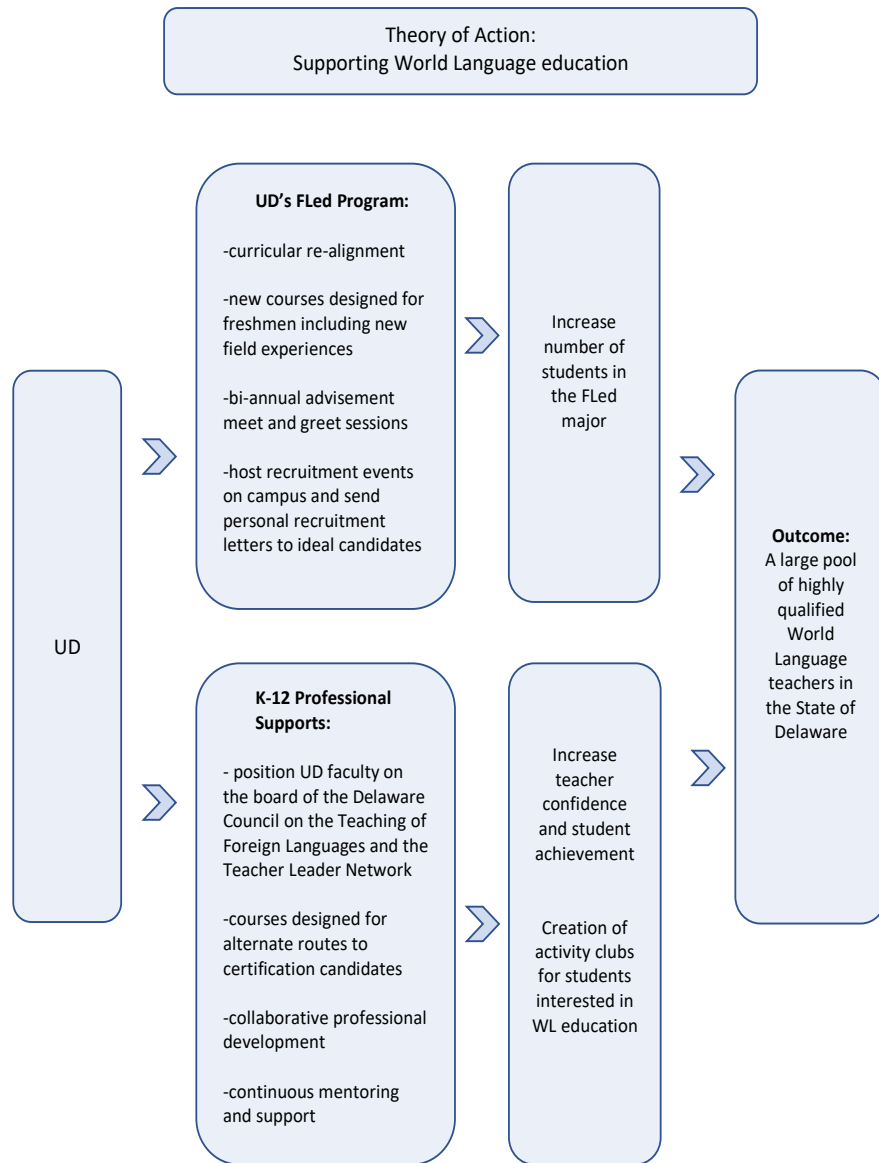 Theory of Action:
Supporting World Language education
UD
UD's FLed Program:
-curricular re-alignment
-new courses designed for
freshmen including new
field experiences
-bi-annual advisement
meet and greet sessions
-host recruitment events
on campus and send
personal recruitment
letters to ideal candidates
Increase
number of
students in
the FLed
major
K-12 Professional
Supports:
- position UD faculty on
the board of the Delaware
Council on the Teaching of
Foreign Languages and the
Teacher Leader Network
-courses designed for
alternate routes to
certification candidates
-collaborative professional
development
-continuous mentoring
and support
Increase
teacher
confidence
and student
achievement
Creation of
activity clubs
for students
interested in
WL education
Outcome:
A large pool
of highly
qualified
World
Language
teachers in
the State of
Delaware